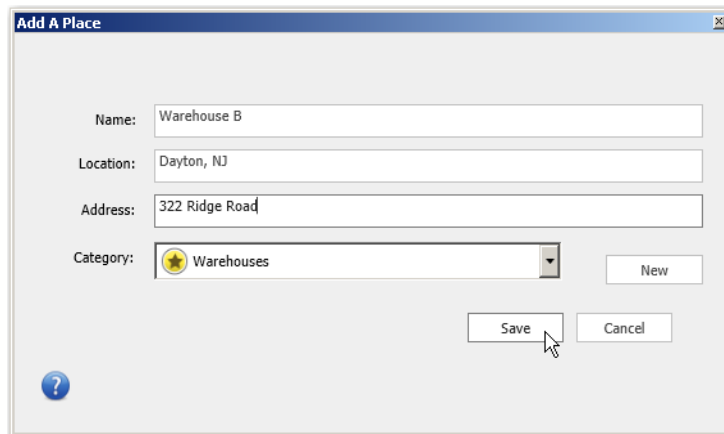 Add A Place
Name: Warehouse B
Location: Dayton, NJ
Address: 322 Ridge Road
Category: Warehouses
New
Save Cancel
?